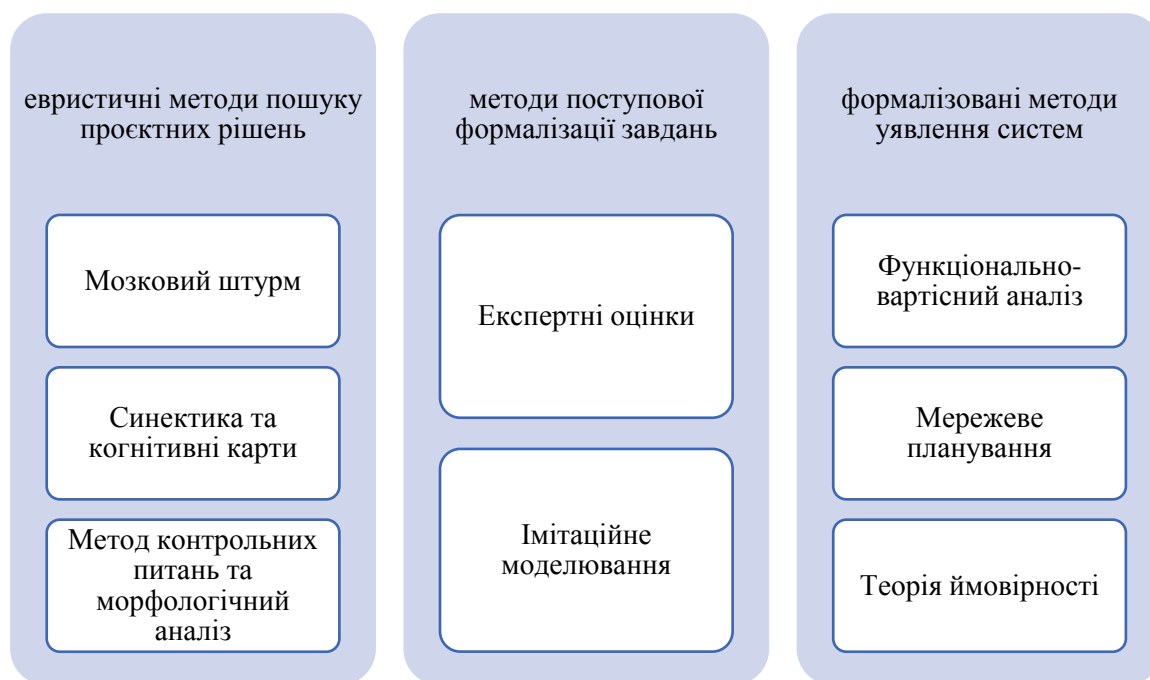 евристичні методи пошуку
проєктних рішень
Мозковий штурм
Синектика та
когнітивні карти
Метод контрольних
питань та
морфологічний
аналіз
методи поступової
формалізації завдань
Експертні оцінки
Імітаційне
моделювання
формалізовані методи
уявлення систем
Функціонально-
вартісний аналіз
Мережеве
планування
Теорія ймовірності